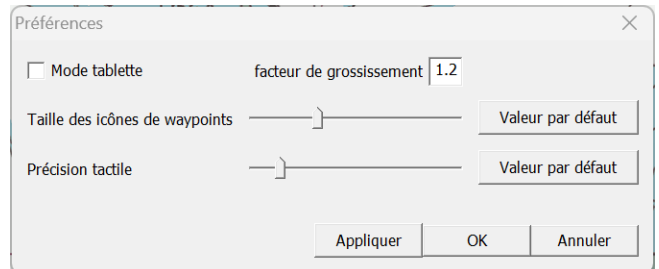 Préférences
Mode tablette facteur de grossissement 1.2
Taille des icônes de waypoints Valeur par défaut
Précision tactile Valeur par défaut
Appliquer OK Annuler